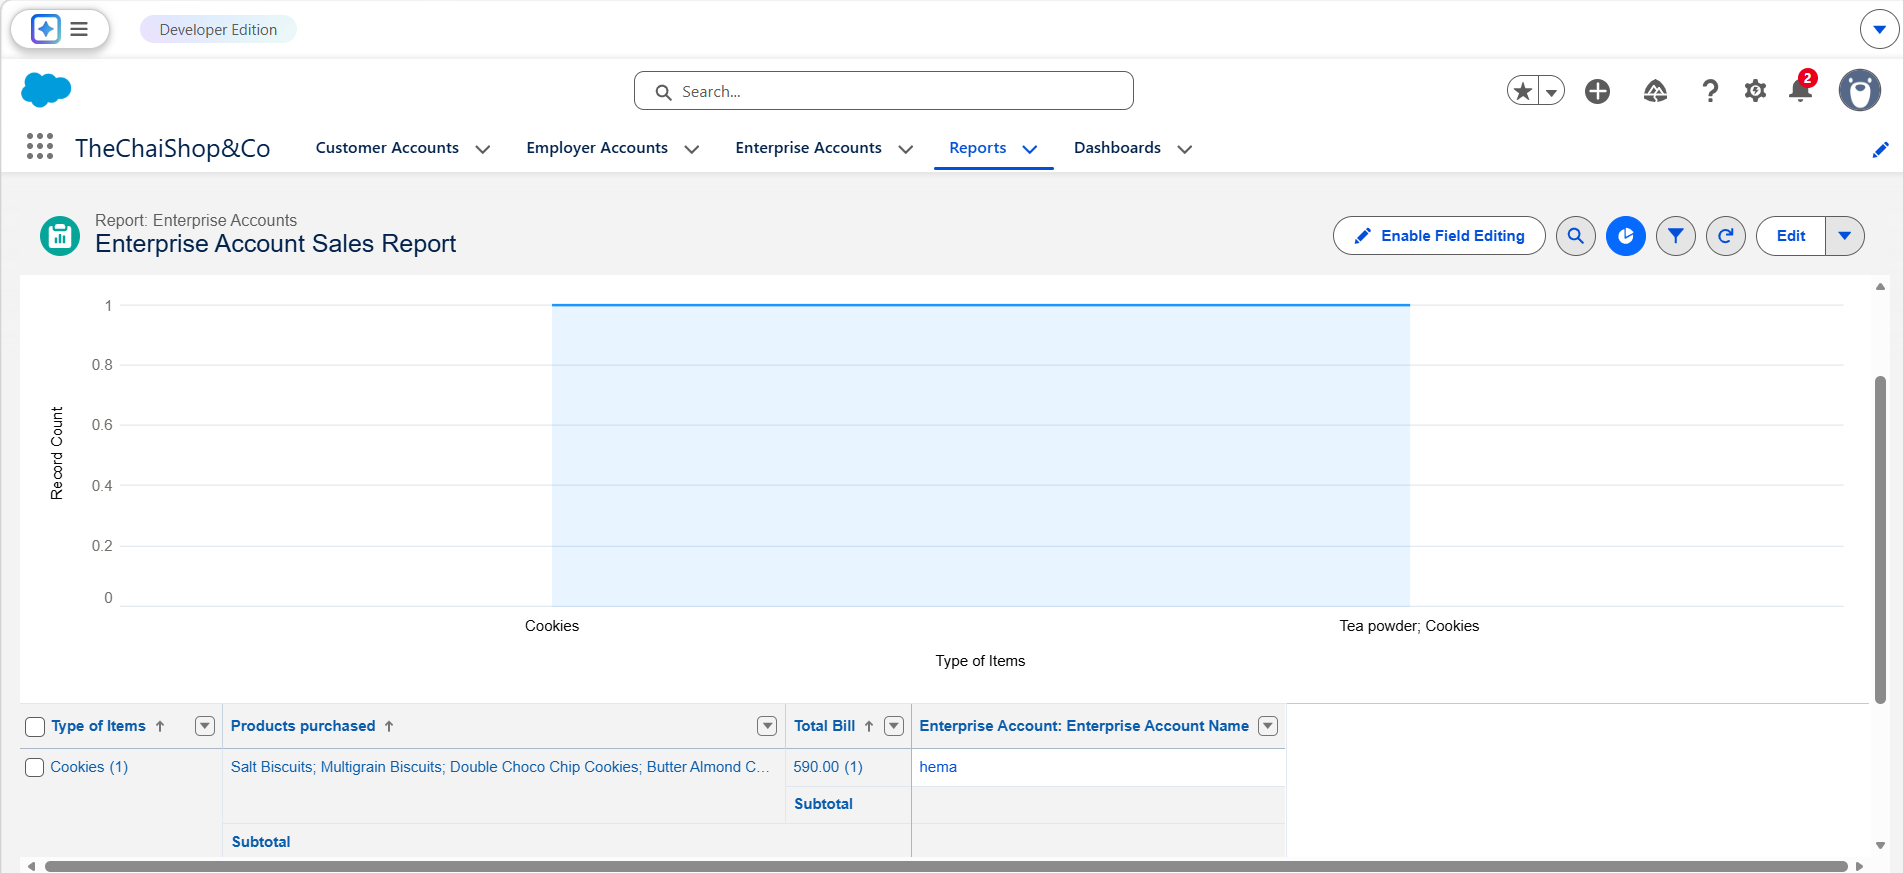 Developer Edition
Search...
2
TheChaiShop&Co
Customer Accounts
Employer Accounts
Enterprise Accounts
Reports
Dashboards
Report: Enterprise Accounts
Enterprise Account Sales Report
Enable Field Editing
Edit
1
0.8
0.6
0.4
0.2
0
Record Count
Cookies
Tea powder; Cookies
Type of Items
Type of Items
Products purchased
Total Bill
Enterprise Account: Enterprise Account Name
Cookies (1)
Salt Biscuits; Multigrain Biscuits; Double Choco Chip Cookies; Butter Almond C...
590.00 (1)
hema
Subtotal
Subtotal